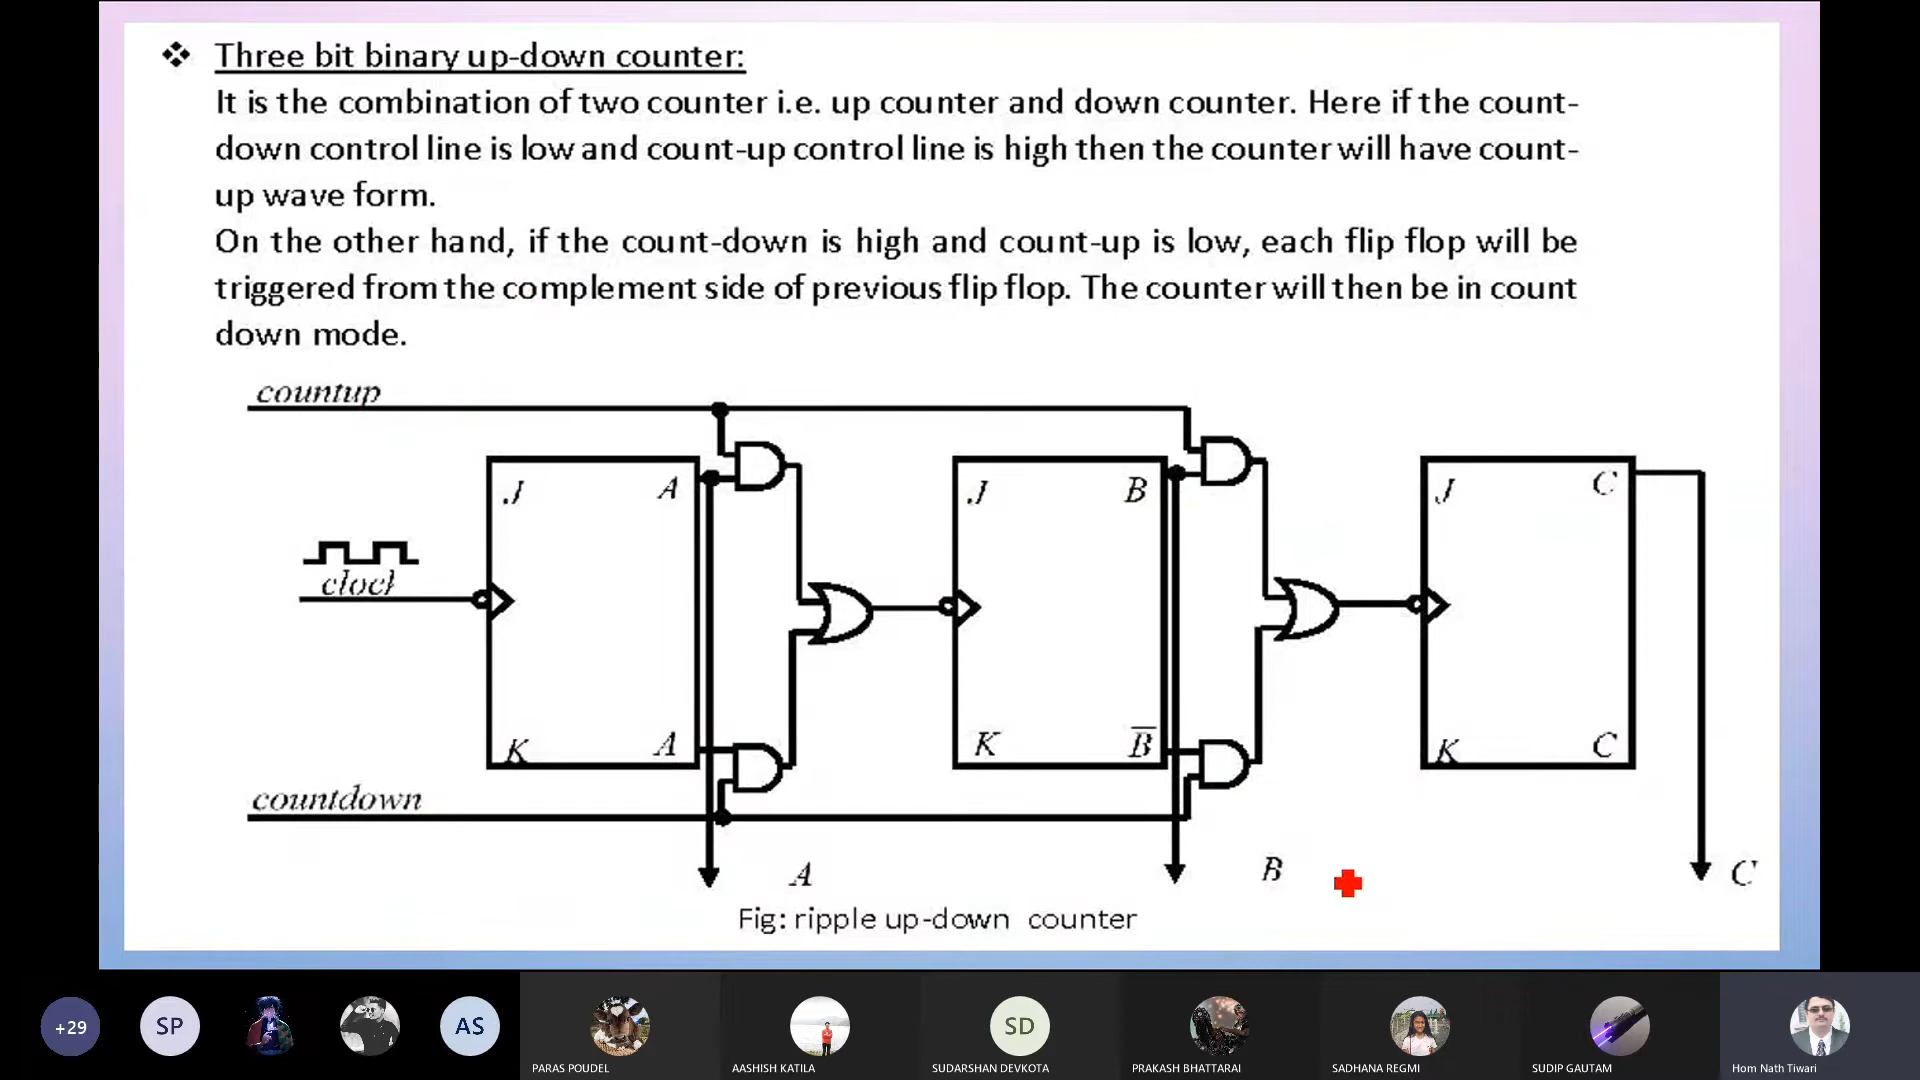 Three bit binary up-down counter:
It is the combination of two counter i.e. up counter and down counter. Here if the count-
down control line is low and count-up control line is high then the counter will have count-
up wave form.
On the other hand, if the count-down is high and count-up is low, each flip flop will be
triggered from the complement side of previous flip flop. The counter will then be in count
down mode.
countup
J A J B J C
clock
K A K B̅ K C
countdown
A B C
Fig: ripple up-down counter
+29 SP AS SD
PARAS POUDEL AASHISH KATILA SUDARSHAN DEVKOTA PRAKASH BHATTARAI SADHANA REGMI SUDIP GAUTAM Hom Nath Tiwari